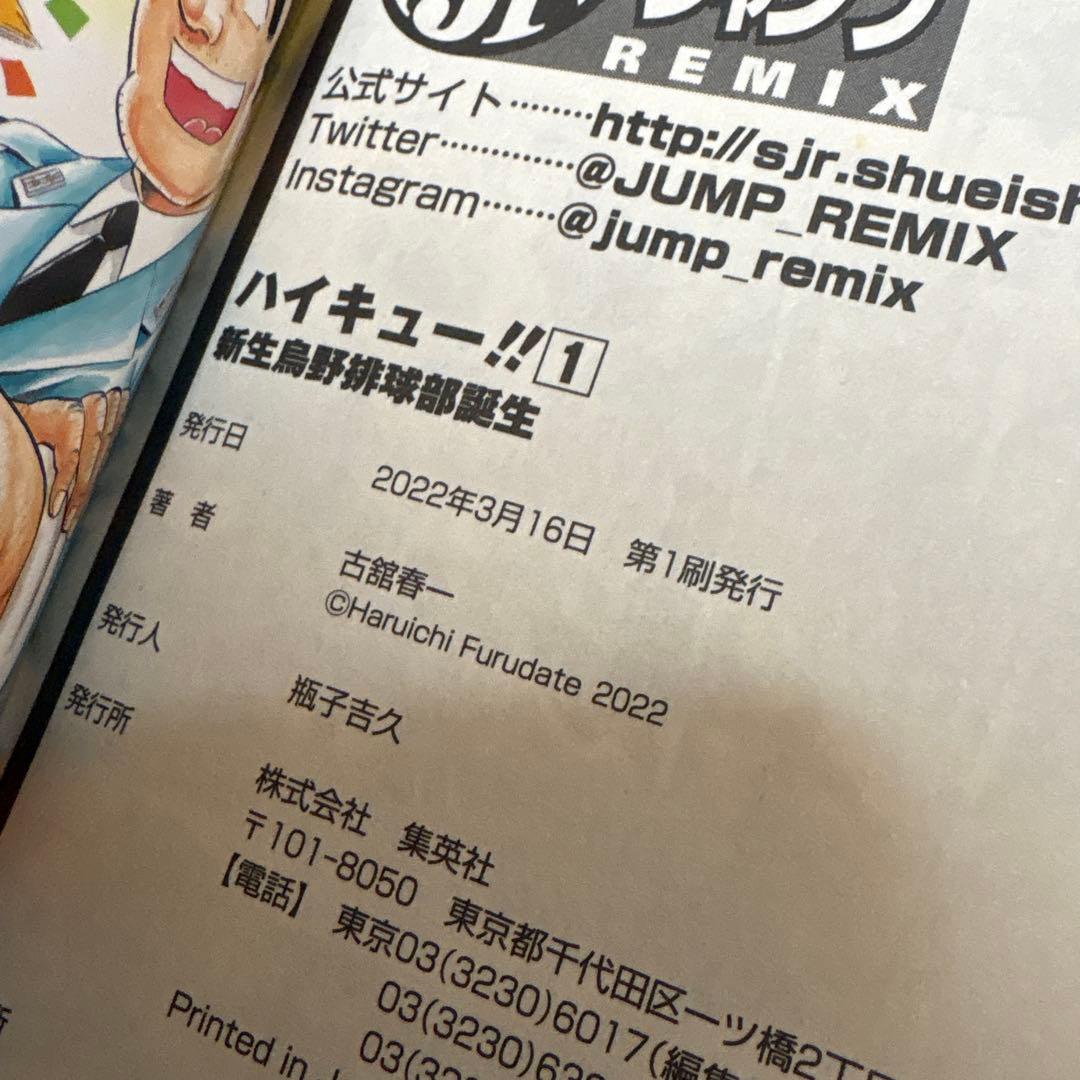 REMIX
公式サイト········http://sjr.shueish
Twitter·············@JUMP_REMIX
Instagram·······@jump_remix
ハイキュー!! 1
新生烏野排球部誕生
発行日
2022年3月16日 第1刷発行
著者
古舘春一
©Haruichi Furudate 2022
発行人
瓶子吉久
発行所
株式会社 集英社
〒101-8050 東京都千代田区一ツ橋2丁
【電話】 東京03(3230)6017(編集
03(3230)63
03(32
Printed in J